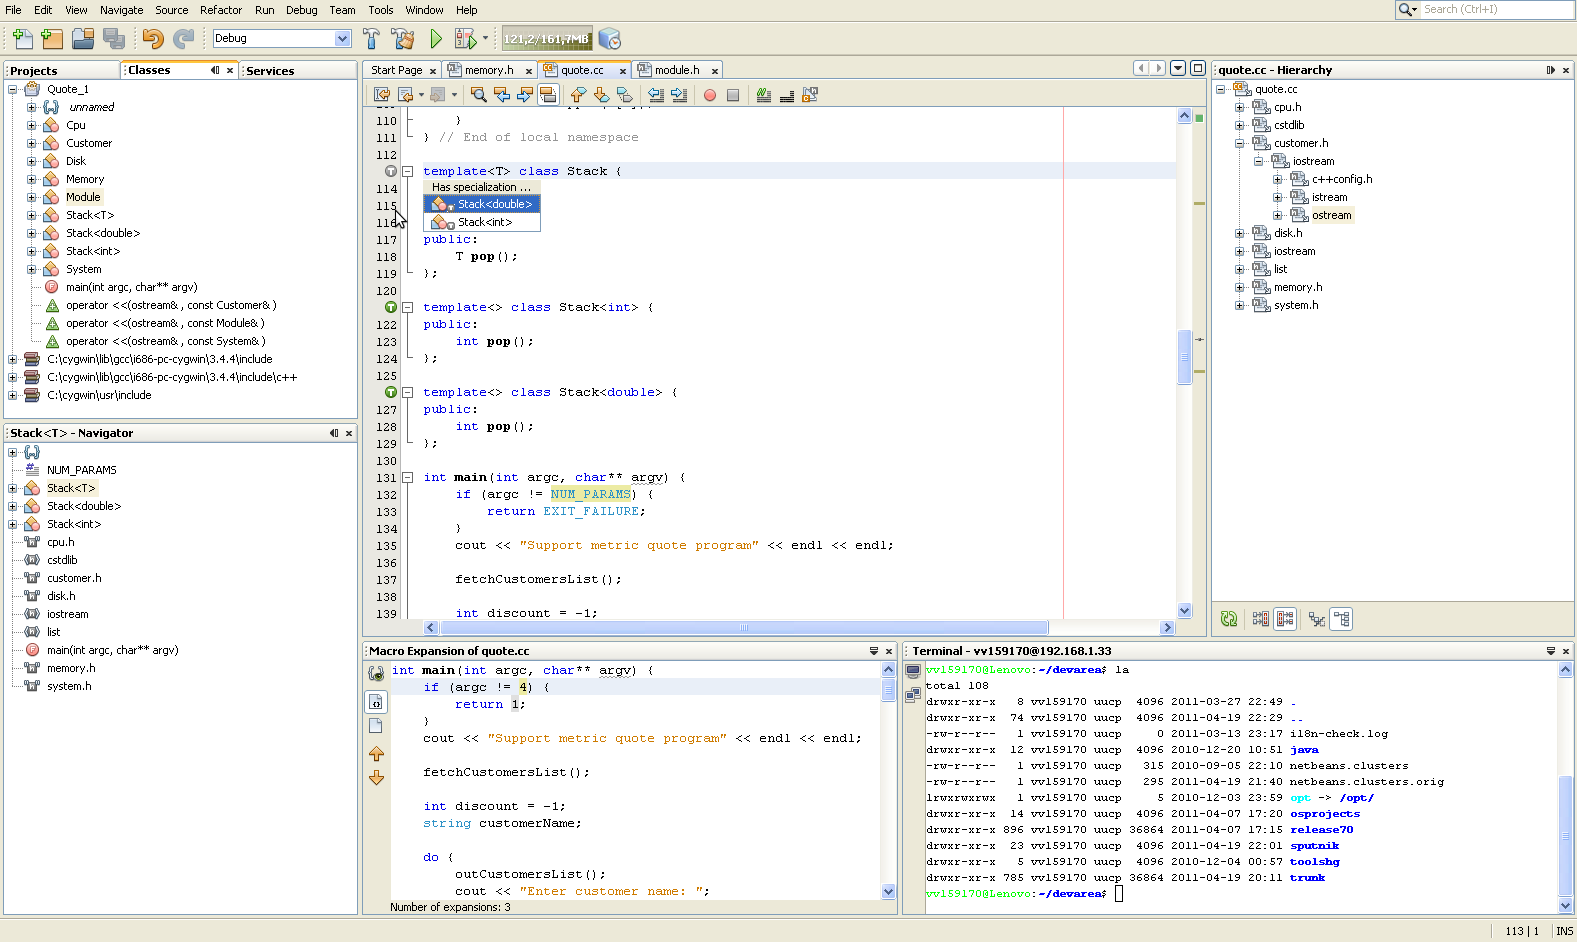 File Edit View Navigate Source Refactor Run Debug Team Tools Window Help
Search (Ctrl+I)
Debug
121,2/161,7MB
Projects
Classes
Services
Quote_1
unnamed
Cpu
Customer
Disk
Memory
Module
Stack<T>
Stack<double>
Stack<int>
System
main(int argc, char** argv)
operator <<(ostream& , const Customer& )
operator <<(ostream& , const Module& )
operator <<(ostream& , const System& )
C:\cygwin\lib\gcc\i686-pc-cygwin\3.4.4\include
C:\cygwin\lib\gcc\i686-pc-cygwin\3.4.4\include\c++
C:\cygwin\usr\include
Stack<T> - Navigator
NUM_PARAMS
Stack<T>
Stack<double>
Stack<int>
cpu.h
cstdlib
customer.h
disk.h
iostream
list
main(int argc, char** argv)
memory.h
system.h
Start Page
memory.h
quote.cc
module.h
110 }
111 } // End of local namespace
112
template<T> class Stack {
114 Has specialization ...
115 Stack<double>
116 Stack<int>
117 public:
118 T pop();
119 };
120
template<> class Stack<int> {
122 public:
123 int pop();
124 };
125
template<> class Stack<double> {
127 public:
128 int pop();
129 };
130
131 int main(int argc, char** argv) {
132 if (argc != NUM_PARAMS) {
133 return EXIT_FAILURE;
134 }
135 cout << "Support metric quote program" << endl << endl;
136
137 fetchCustomersList();
138
139 int discount = -1;
quote.cc - Hierarchy
quote.cc
cpu.h
cstdlib
customer.h
iostream
c++config.h
istream
ostream
disk.h
iostream
list
memory.h
system.h
Macro Expansion of quote.cc
int main(int argc, char** argv) {
if (argc != 4) {
return 1;
}
cout << "Support metric quote program" << endl << endl;
fetchCustomersList();
int discount = -1;
string customerName;
do {
outCustomersList();
cout << "Enter customer name: ";
Number of expansions: 3
Terminal - vv159170@192.168.1.33
vv159170@Lenovo:~/devarea$ la
total 108
drwxr-xr-x 8 vv159170 uucp 4096 2011-03-27 22:49 .
drwxr-xr-x 74 vv159170 uucp 4096 2011-04-19 22:29 ..
-rw-r--r-- 1 vv159170 uucp 0 2011-03-13 23:17 i18n-check.log
drwxr-xr-x 12 vv159170 uucp 4096 2010-12-20 10:51 java
-rw-r--r-- 1 vv159170 uucp 315 2010-09-05 22:10 netbeans.clusters
-rw-r--r-- 1 vv159170 uucp 295 2011-04-19 21:40 netbeans.clusters.orig
lrwxrwxrwx 1 vv159170 uucp 5 2010-12-03 23:59 opt -> /opt/
drwxr-xr-x 14 vv159170 uucp 4096 2011-04-07 17:20 osprojects
drwxr-xr-x 896 vv159170 uucp 36864 2011-04-07 17:15 release70
drwxr-xr-x 23 vv159170 uucp 4096 2011-04-19 22:01 sputnik
drwxr-xr-x 5 vv159170 uucp 4096 2010-12-04 00:57 toolshg
drwxr-xr-x 785 vv159170 uucp 36864 2011-04-19 20:11 trunk
vv159170@Lenovo:~/devarea$
113 | 1 INS